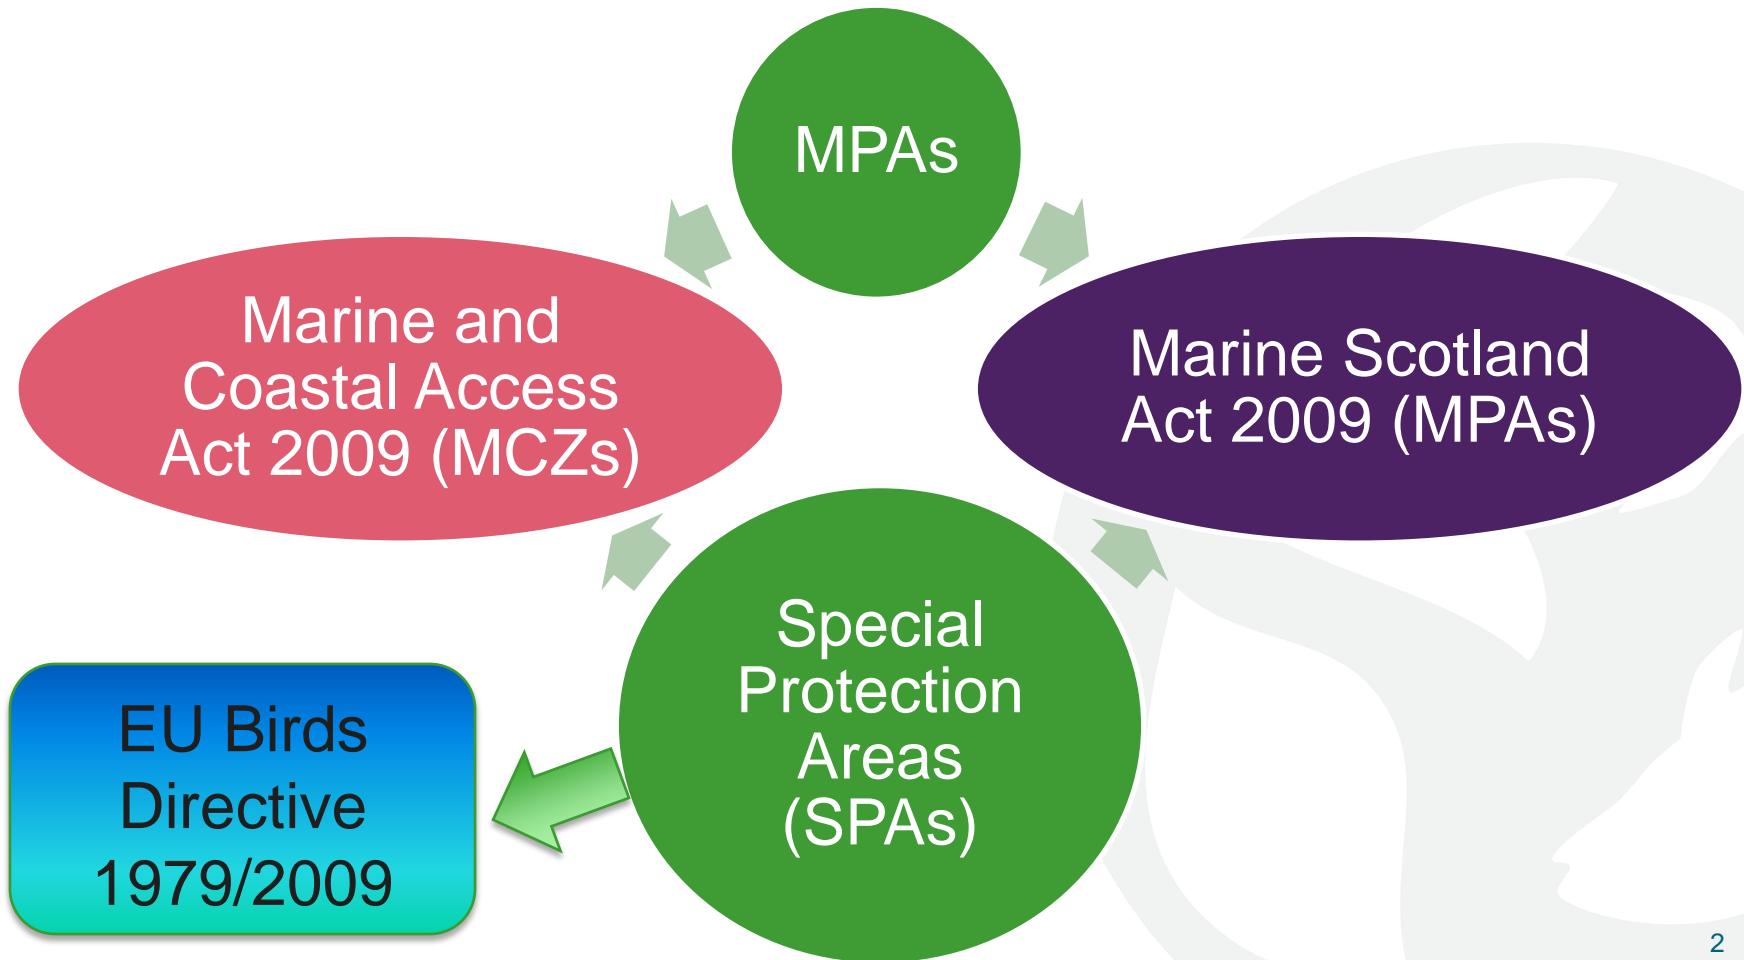 MPAs
Marine and
Coastal Access
Act 2009 (MCZs)
Marine Scotland
Act 2009 (MPAs)
Special
Protection
Areas
(SPAs)
EU Birds
Directive
1979/2009
2